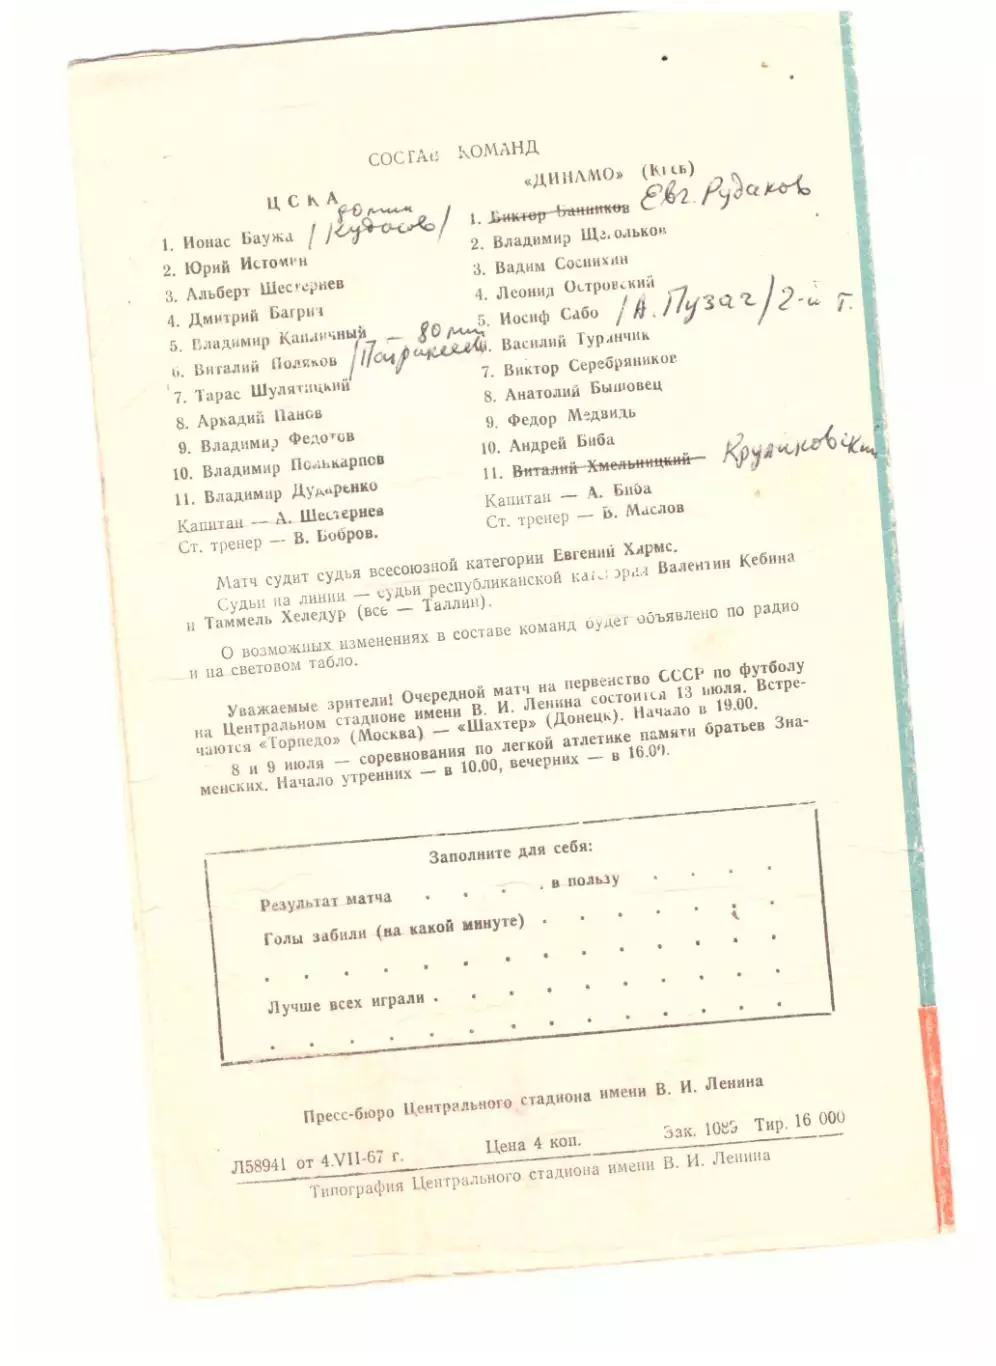 СОСТАВ КОМАНД
ЦСКА
80 мин
1. Ионас Баужа /Кудасов/
2. Юрий Истомин
3. Альберт Шестернев
4. Дмитрий Багрич
5. Владимир Капличный — 80 мин
6. Виталий Поляков /Патрикеев
7. Тарас Шулятицкий
8. Аркадий Панов
9. Владимир Федотов
10. Владимир Поликарпов
11. Владимир Дударенко
Капитан — А. Шестернев
Ст. тренер — В. Бобров.
«ДИНАМО» (Киев)
1. Виктор Банников Евг. Рудаков
2. Владимир Щегольков
3. Вадим Соснихин
4. Леонид Островский
5. Иосиф Сабо /А. Пузач/ 2-й т.
6. Василий Турянчик
7. Виктор Серебряников
8. Анатолий Бышовец
9. Федор Медвидь
10. Андрей Биба
11. Виталий Хмельницкий Круликовский
Капитан — А. Биба
Ст. тренер — В. Маслов
Матч судит судья всесоюзной категории Евгений Хярмс.
Судьи на линии — судьи республиканской категории Валентин Кебина
и Таммель Хеледур (все — Таллин).
О возможных изменениях в составе команд будет объявлено по радио
и на световом табло.
Уважаемые зрители! Очередной матч на первенство СССР по футболу
на Центральном стадионе имени В. И. Ленина состоится 13 июля. Встре-
чаются «Торпедо» (Москва) — «Шахтер» (Донецк). Начало в 19.00.
8 и 9 июля — соревнования по легкой атлетике памяти братьев Зна-
менских. Начало утренних — в 10.00, вечерних — в 16.00.
Заполните для себя:
Результат матча . . . . в пользу . . . .
Голы забили (на какой минуте) . . . . . . .
. . . . . . . . . . . . . .
Лучше всех играли . . . . . . . . . .
. . . . . . . . . . . . . .
Пресс-бюро Центрального стадиона имени В. И. Ленина
Л58941 от 4.VII-67 г. Цена 4 коп. Зак. 1089 Тир. 16 000
Типография Центрального стадиона имени В. И. Ленина